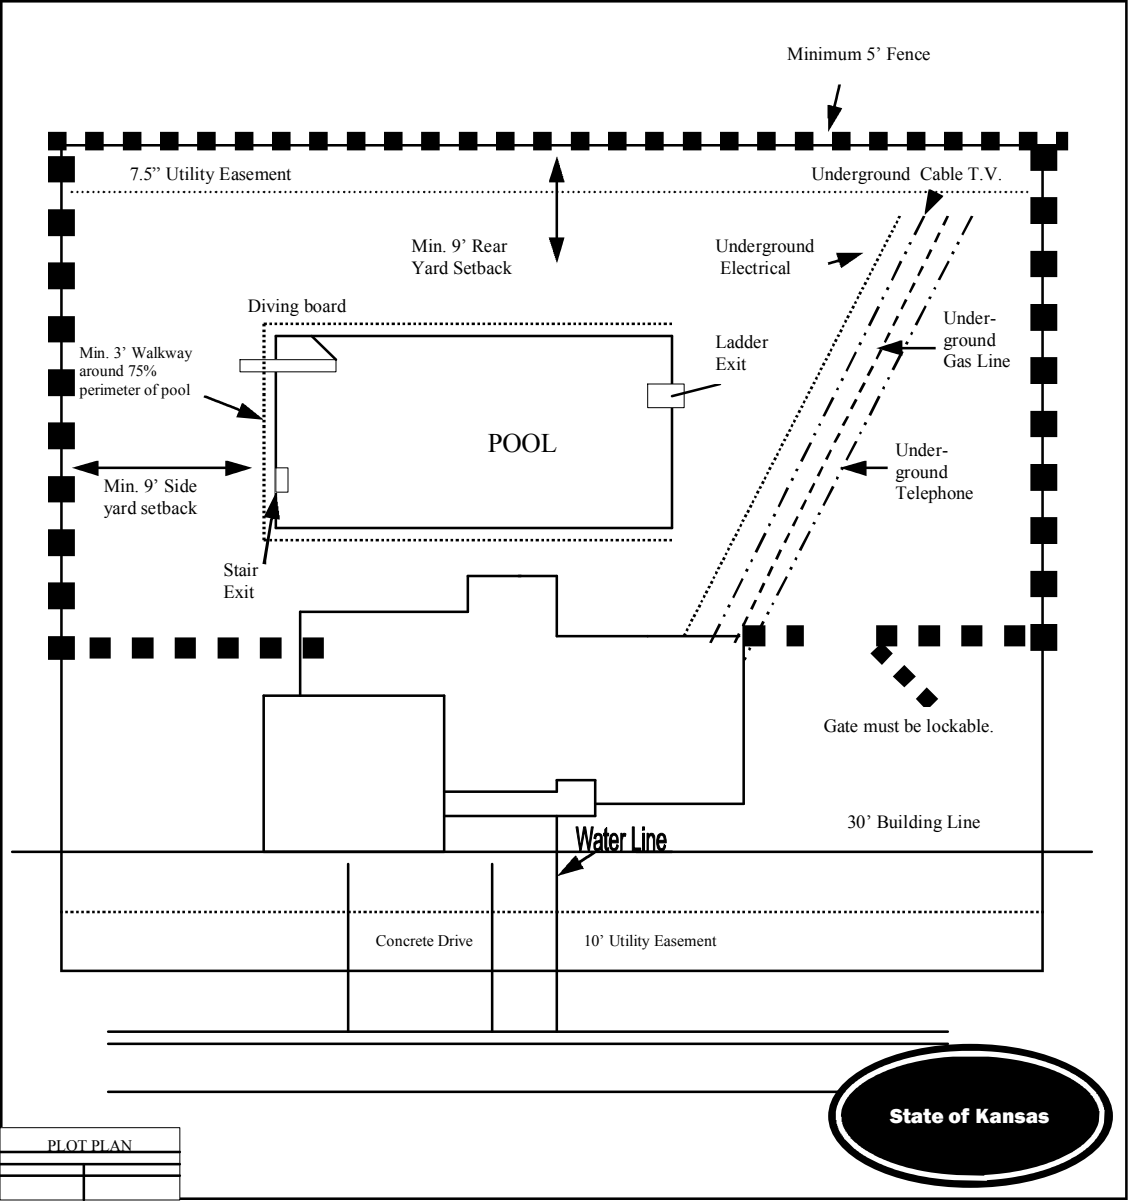 Minimum 5’ Fence
7.5” Utility Easement
Underground Cable T.V.
Min. 9’ Rear
Yard Setback
Underground
Electrical
Diving board
Under-
ground
Gas Line
Ladder
Exit
Min. 3’ Walkway
around 75%
perimeter of pool
POOL
Under-
ground
Telephone
Min. 9’ Side
yard setback
Stair
Exit
Gate must be lockable.
30’ Building Line
Water Line
Concrete Drive
10’ Utility Easement
State of Kansas
PLOT PLAN